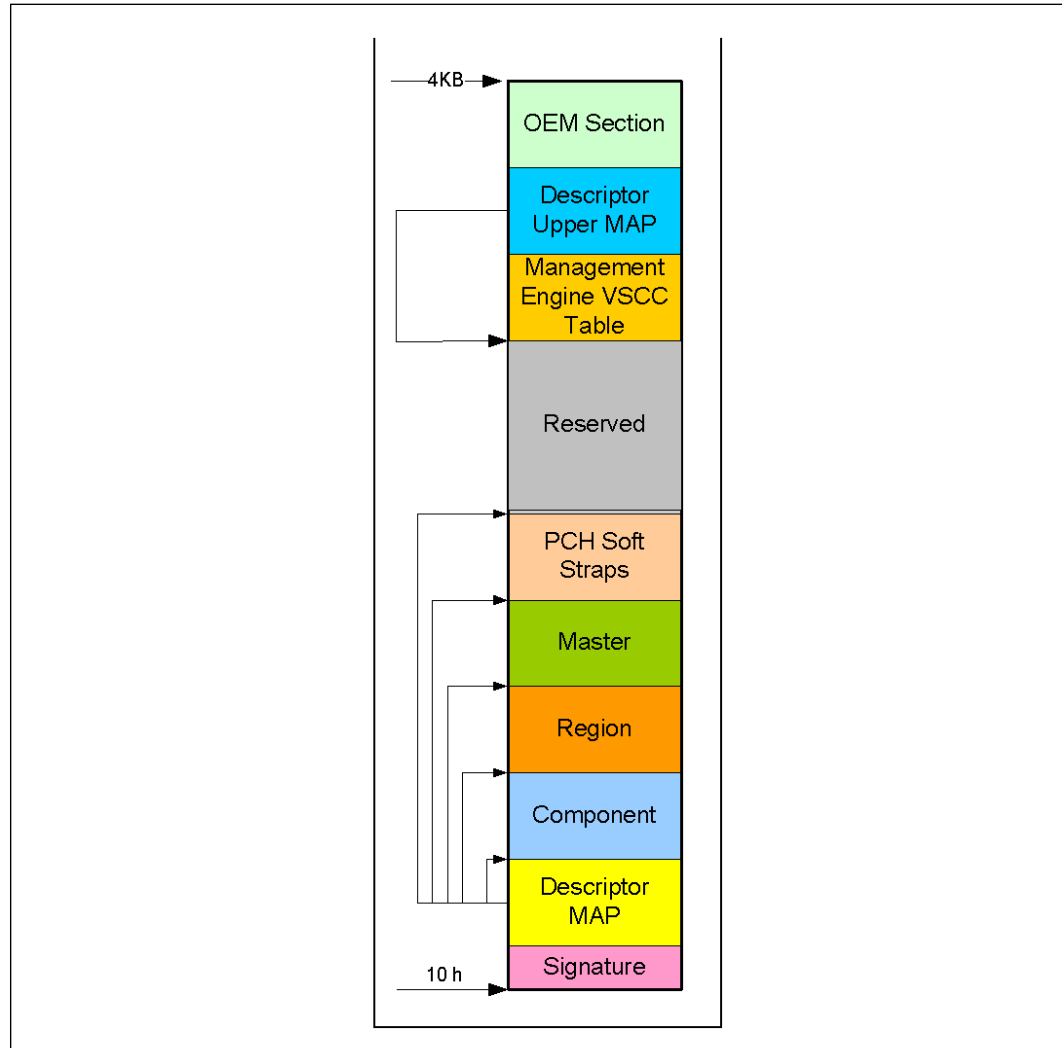 4KB
OEM Section
Descriptor
Upper MAP
Management
Engine VSCC
Table
Reserved
PCH Soft
Straps
Master
Region
Component
Descriptor
MAP
Signature
10 h